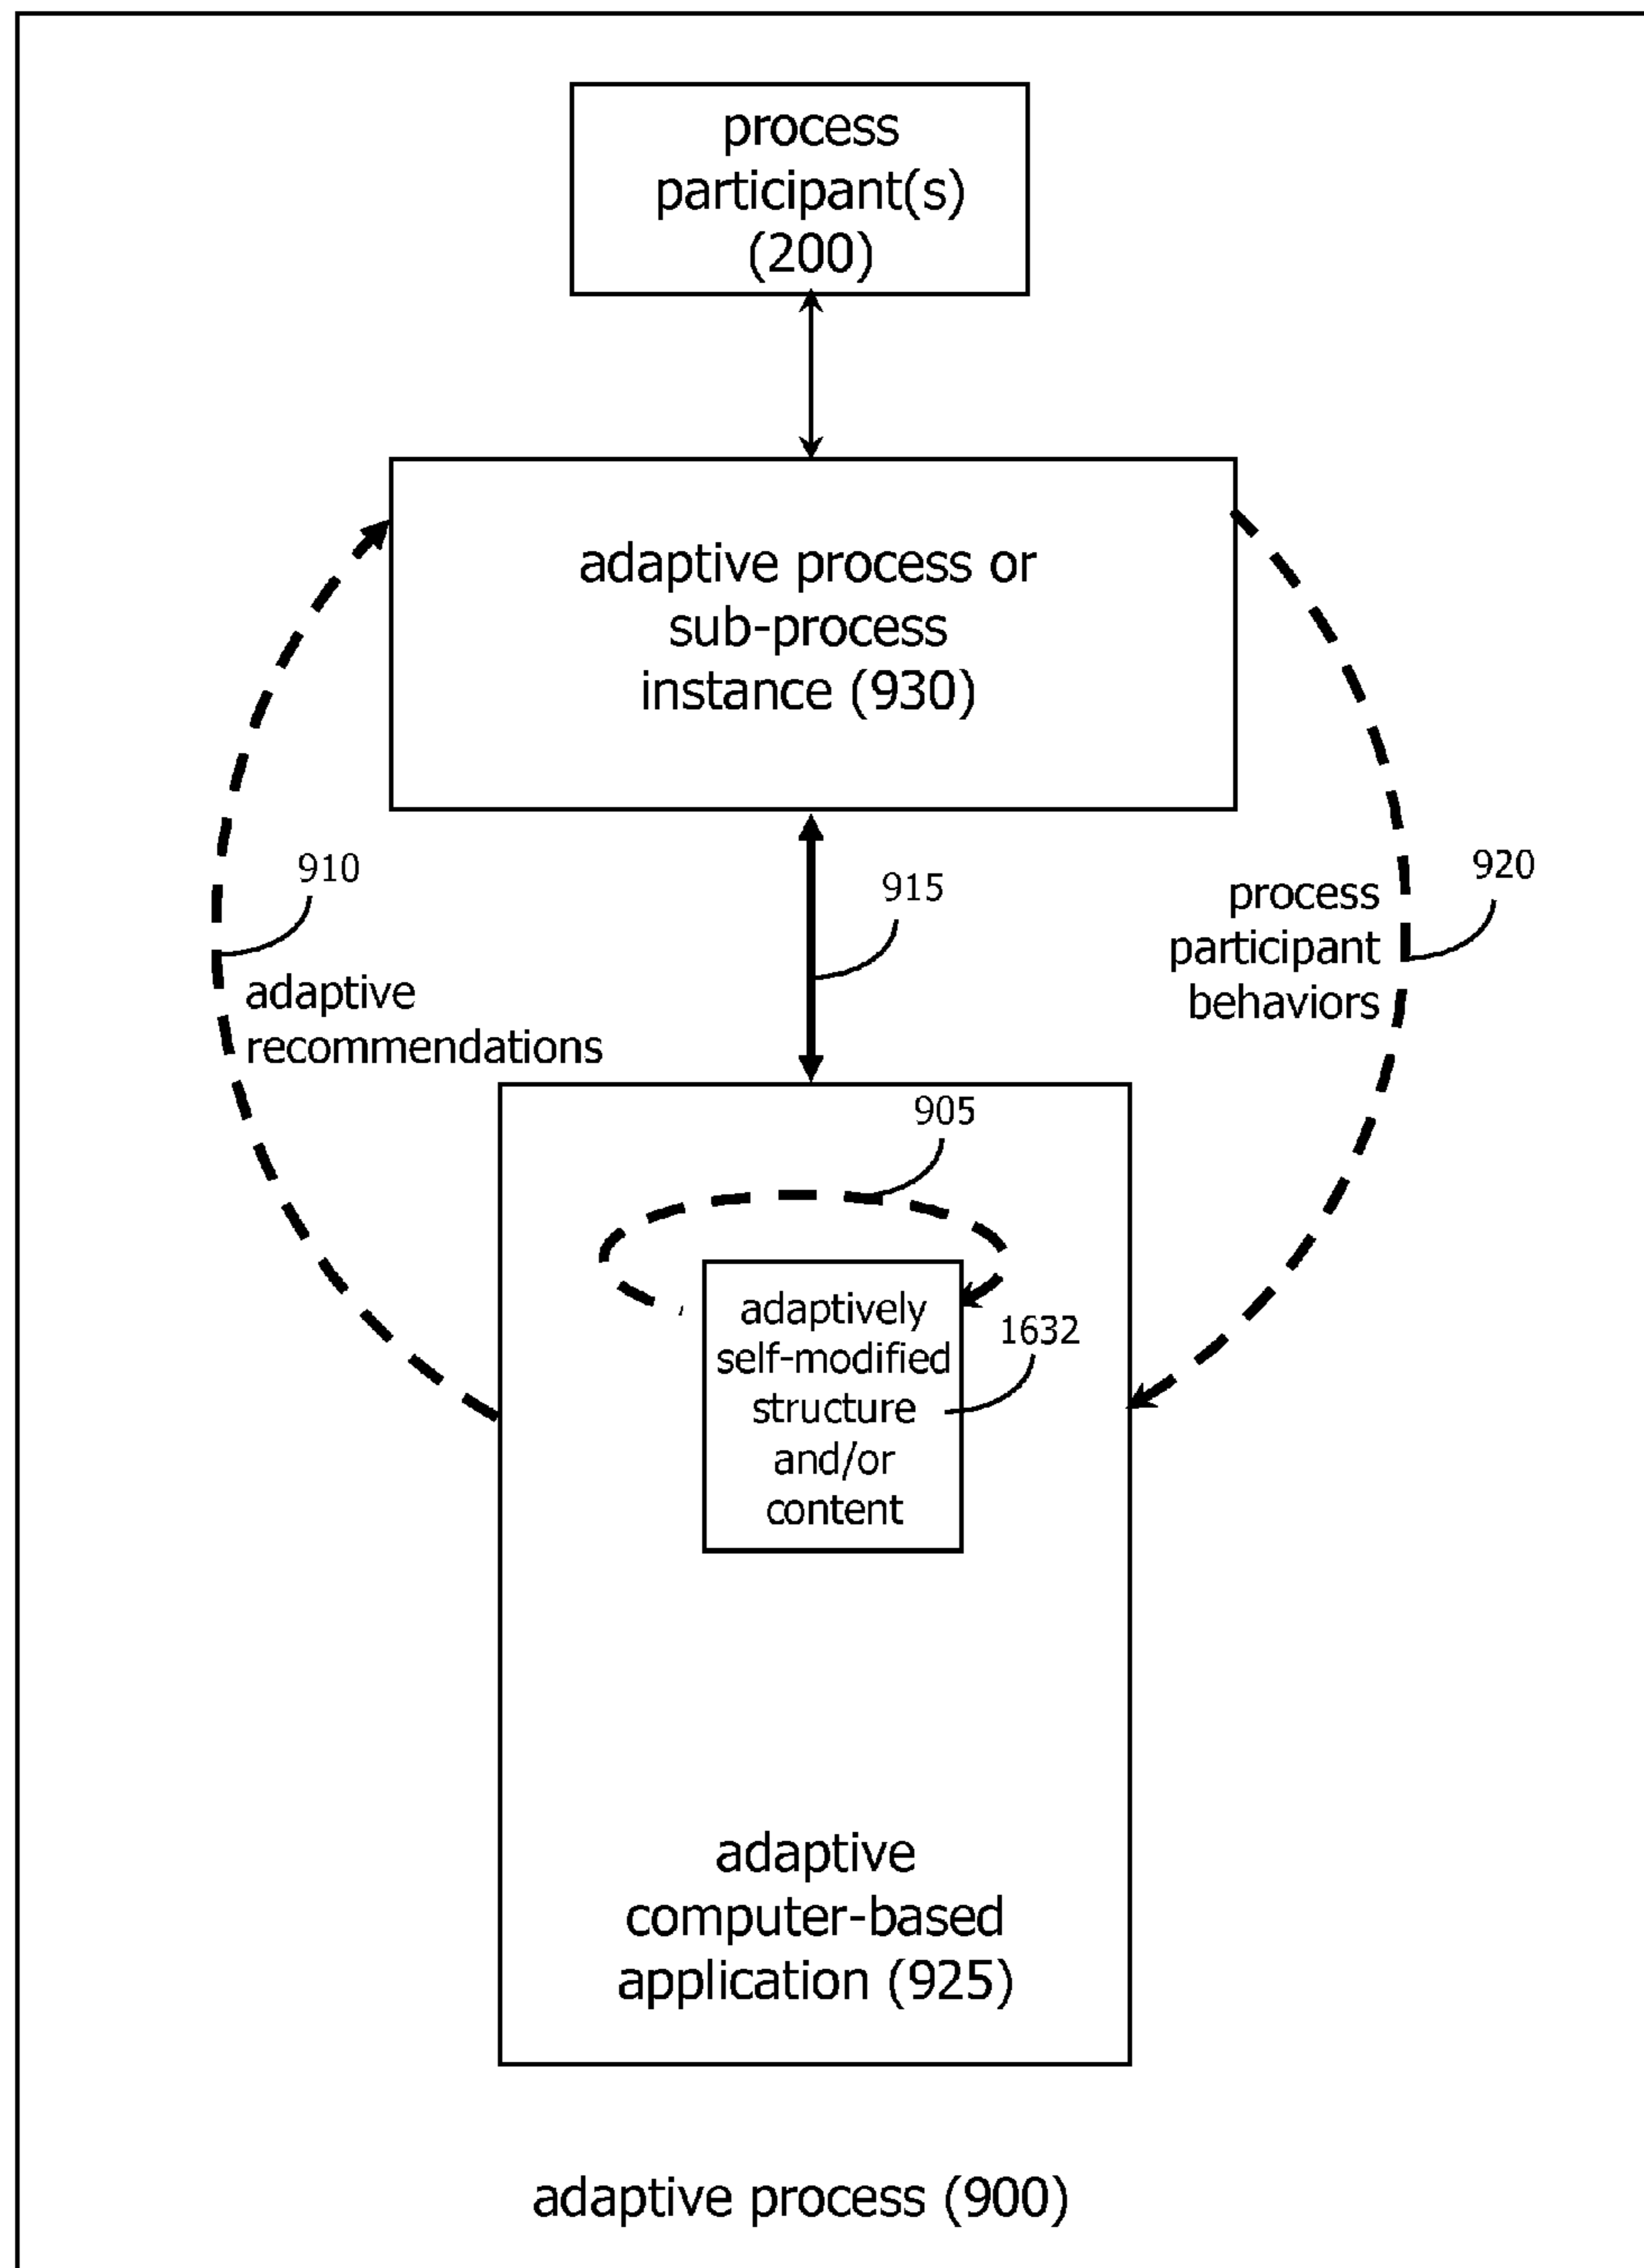 process
participant(s)
(200)
adaptive process or
sub-process
instance (930)
910
915
920
process
participant
behaviors
adaptive
recommendations
905
adaptively
self-modified
structure
and/or
content
1632
adaptive
computer-based
application (925)
adaptive process (900)